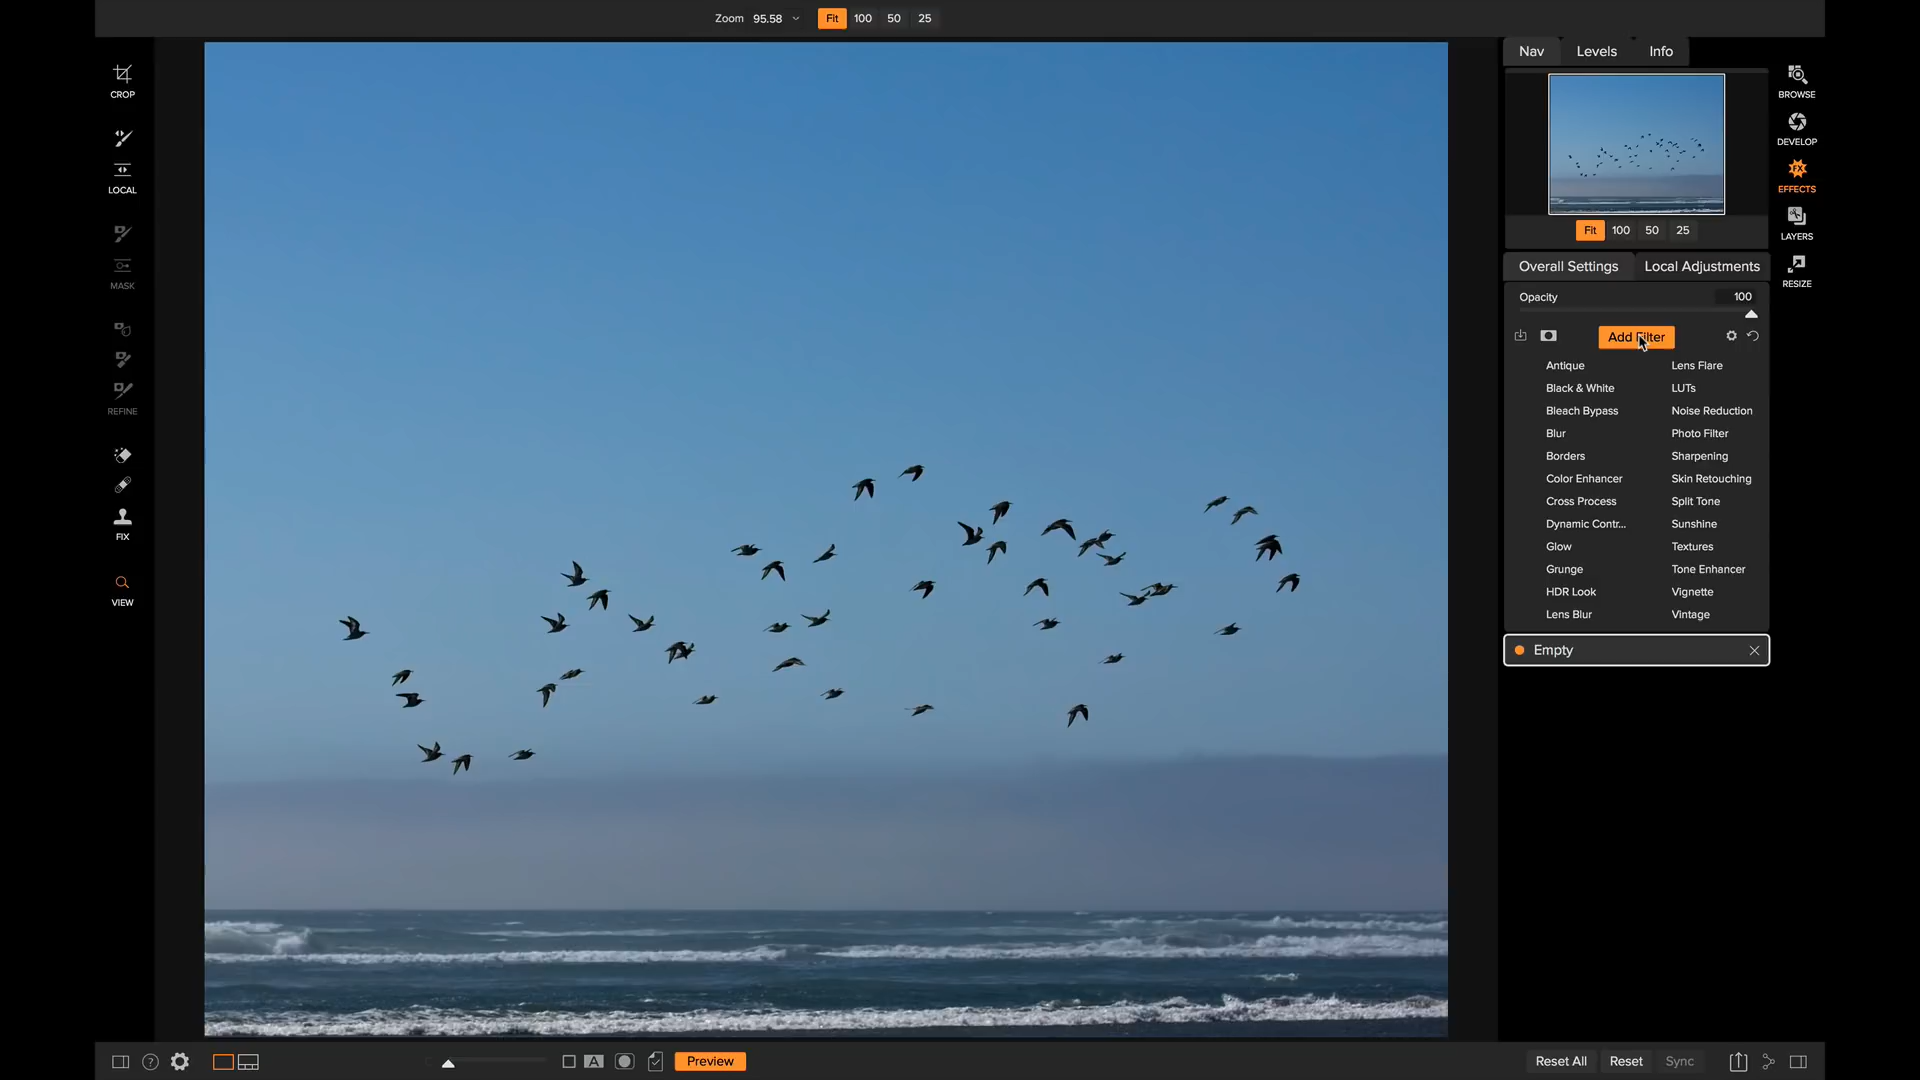 Zoom 95.58 Fit 100 50 25
CROP
LOCAL
MASK
REFINE
FIX
VIEW
Nav Levels Info
Fit 100 50 25
BROWSE
DEVELOP
FX
EFFECTS
LAYERS
RESIZE
Overall Settings Local Adjustments
Opacity 100
Add Filter
Antique Lens Flare
Black & White LUTs
Bleach Bypass Noise Reduction
Blur Photo Filter
Borders Sharpening
Color Enhancer Skin Retouching
Cross Process Split Tone
Dynamic Contr... Sunshine
Glow Textures
Grunge Tone Enhancer
HDR Look Vignette
Lens Blur Vintage
Empty
? A Preview Reset All Reset Sync